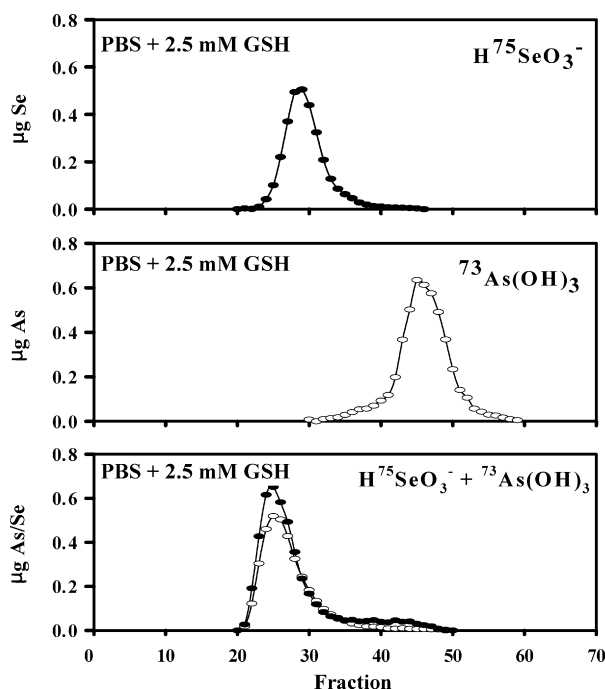 PBS + 2.5 mM GSH
H⁷⁵SeO₃⁻
µg Se
0.8
0.6
0.4
0.2
0.0
PBS + 2.5 mM GSH
⁷³As(OH)₃
µg As
0.8
0.6
0.4
0.2
0.0
PBS + 2.5 mM GSH
H⁷⁵SeO₃⁻ + ⁷³As(OH)₃
µg As/Se
0.8
0.6
0.4
0.2
0.0
0 10 20 30 40 50 60 70
Fraction